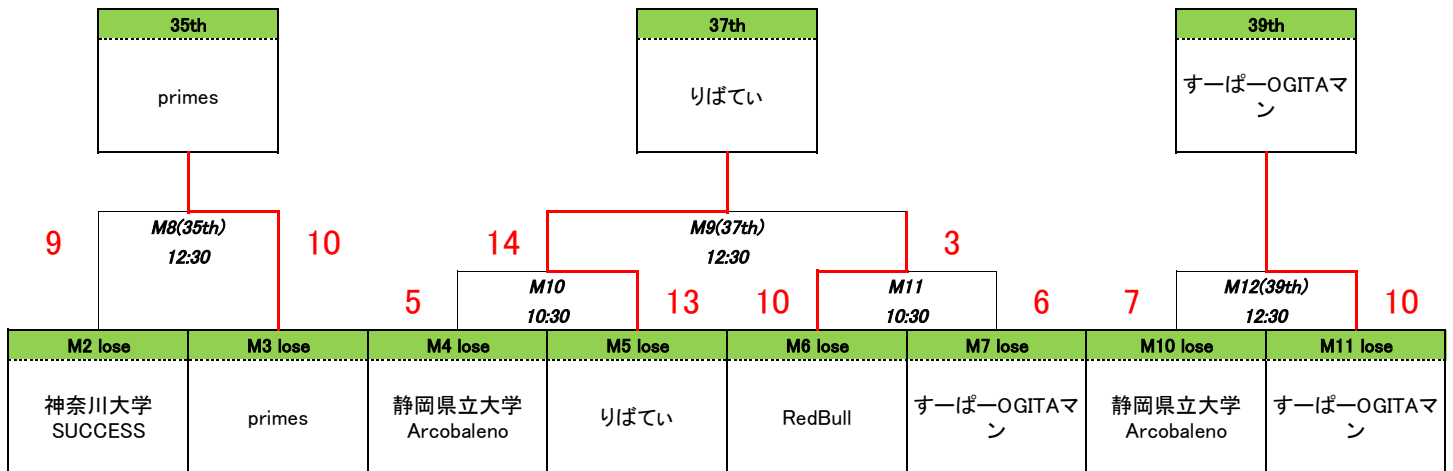 35th
37th
39th
primes
りばてぃ
すーぱーOGITAマ
ン
M8(35th)
12:30
9
10
M9(37th)
12:30
14
3
M10
10:30
5
13
M11
10:30
10
6
M12(39th)
12:30
7
10
M2 lose
M3 lose
M4 lose
M5 lose
M6 lose
M7 lose
M10 lose
M11 lose
神奈川大学
SUCCESS
primes
静岡県立大学
Arcobaleno
りばてぃ
RedBull
すーぱーOGITAマ
ン
静岡県立大学
Arcobaleno
すーぱーOGITAマ
ン